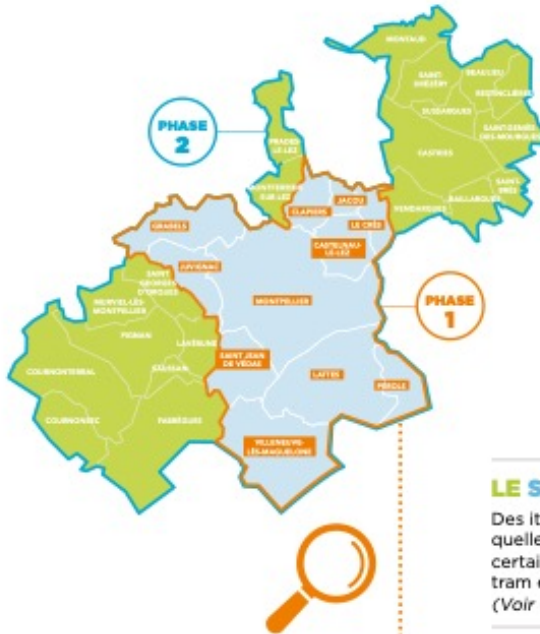 MONTAUD
SAINT-
DRÉZÉRY
BEAULIEU
RESTINCLIÈRES
SUSSARGUES
SAINT-GENIÈS-
DES-MOURGUES
CASTRIES
SAINT-
BRÈS
BAILLARGUES
VENDARGUES
PHASE
2
PRADES-
LE-LEZ
MONTFERRIER-
SUR-LEZ
JACOU
CLAPIERS
LE CRÈS
CASTELNAU-
LE-LEZ
GRABELS
JUVIGNAC
SAINT
GEORGES
D'ORQUES
MURVIEL-LÈS-
MONTPELLIER
MONTPELLIER
PHASE
1
PIGNAN
LAVÉRUNE
SAINT JEAN
DE VÉDAS
SAUSSAN
COURNONTERRAL
LATTES
PÉROLS
COURNONSEC
FABRÈGUES
VILLENEUVE-
LÈS-MAGUELONE
LE S
Des it
quelle
certai
tram e
(Voir